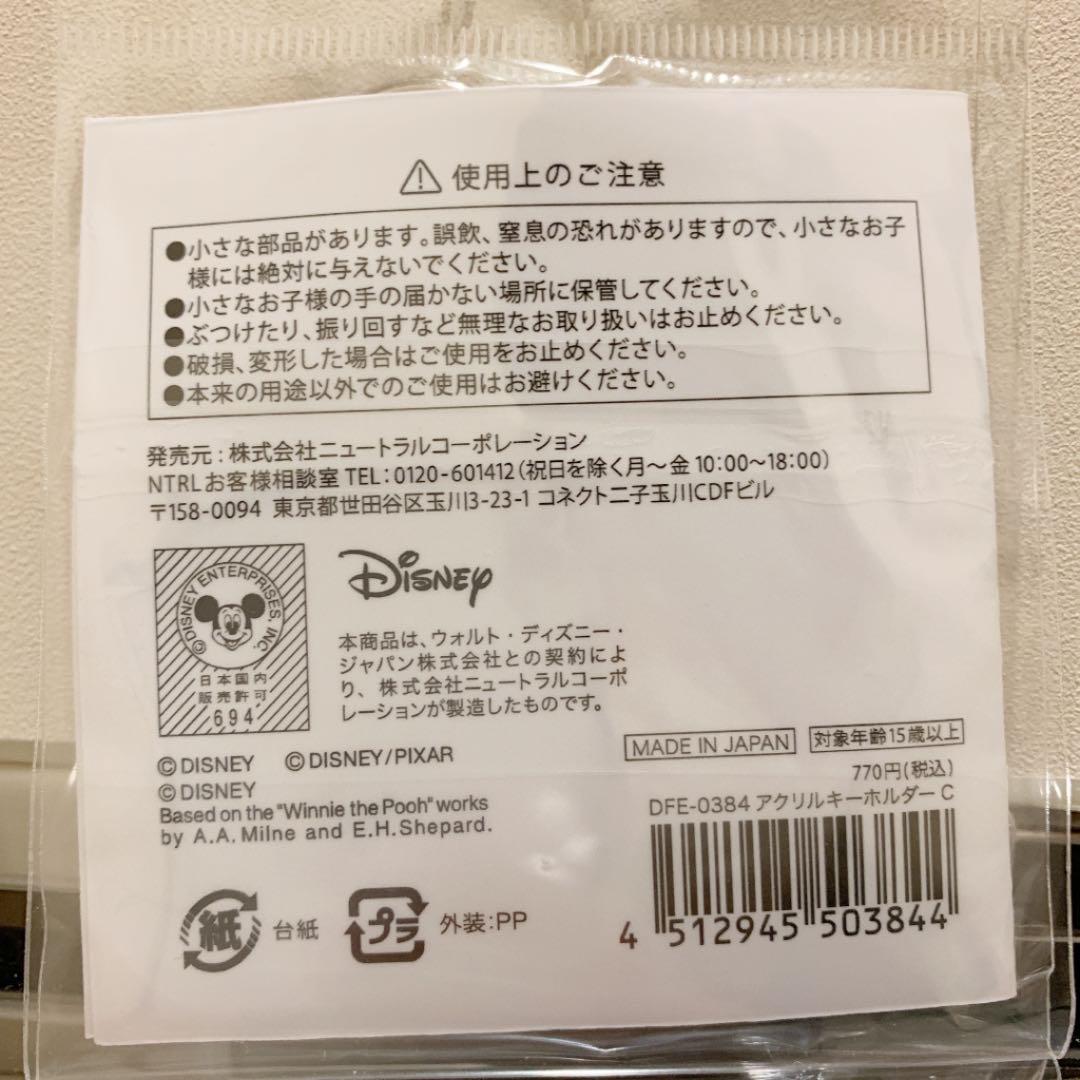 ⚠使用上のご注意
●小さな部品があります。誤飲、窒息の恐れがありますので、小さなお子
様には絶対に与えないでください。
●小さなお子様の手の届かない場所に保管してください。
●ぶつけたり、振り回すなど無理なお取り扱いはお止めください。
●破損、変形した場合はご使用をお止めください。
●本来の用途以外でのご使用はお避けください。
発売元:株式会社ニュートラルコーポレーション
NTRLお客様相談室 TEL:0120-601412(祝日を除く月〜金 10:00〜18:00)
〒158-0094 東京都世田谷区玉川3-23-1 コネクト二子玉川CDFビル
©DISNEY ENTERPRISES, INC.
日本国内
販売許可
694
Disney
本商品は、ウォルト・ディズニー・
ジャパン株式会社との契約によ
り、株式会社ニュートラルコーポ
レーションが製造したものです。
©DISNEY ©DISNEY/PIXAR
©DISNEY
Based on the "Winnie the Pooh" works
by A.A. Milne and E.H. Shepard.
MADE IN JAPAN 対象年齢15歳以上
770円(税込)
DFE-0384 アクリルキーホルダー C
4 512945 503844
紙 台紙
プラ 外装:PP